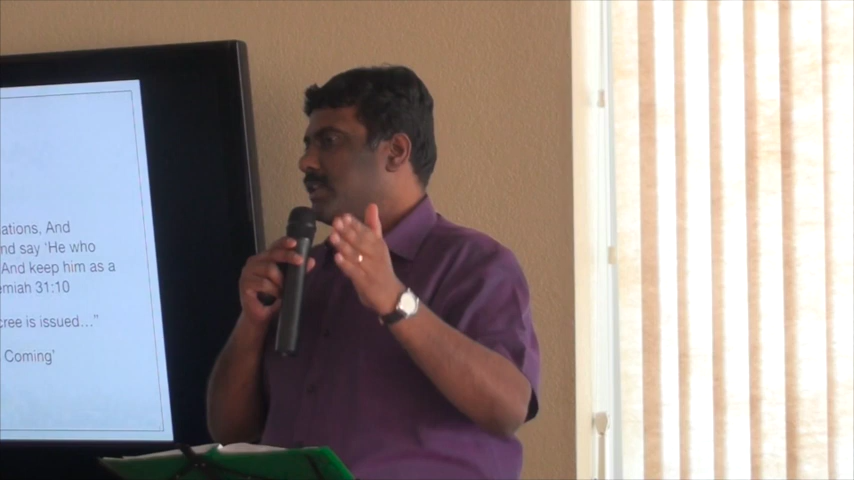 ations, And
nd say 'He who
And keep him as a
emiah 31:10
cree is issued…"
Coming'